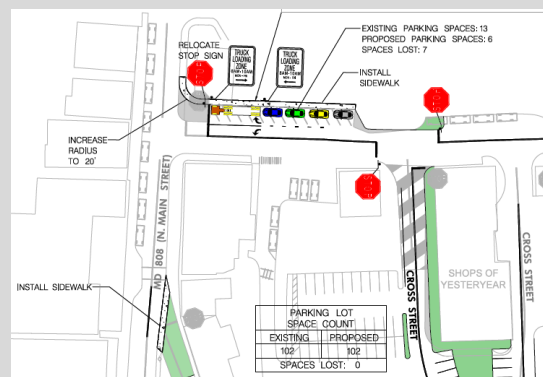 EXISTING PARKING SPACES: 13
PROPOSED PARKING SPACES: 6
SPACES LOST: 7
RELOCATE
STOP SIGN
TRUCK
LOADING
ZONE
TRUCK
LOADING
ZONE
INSTALL
SIDEWALK
INCREASE
RADIUS
TO 20'
MD 808 (N. MAIN STREET)
INSTALL SIDEWALK
CROSS STREET
SHOPS OF
YESTERYEAR
CROSS STREET
PARKING LOT
SPACE COUNT
EXISTING PROPOSED
102 102
SPACES LOST: 0